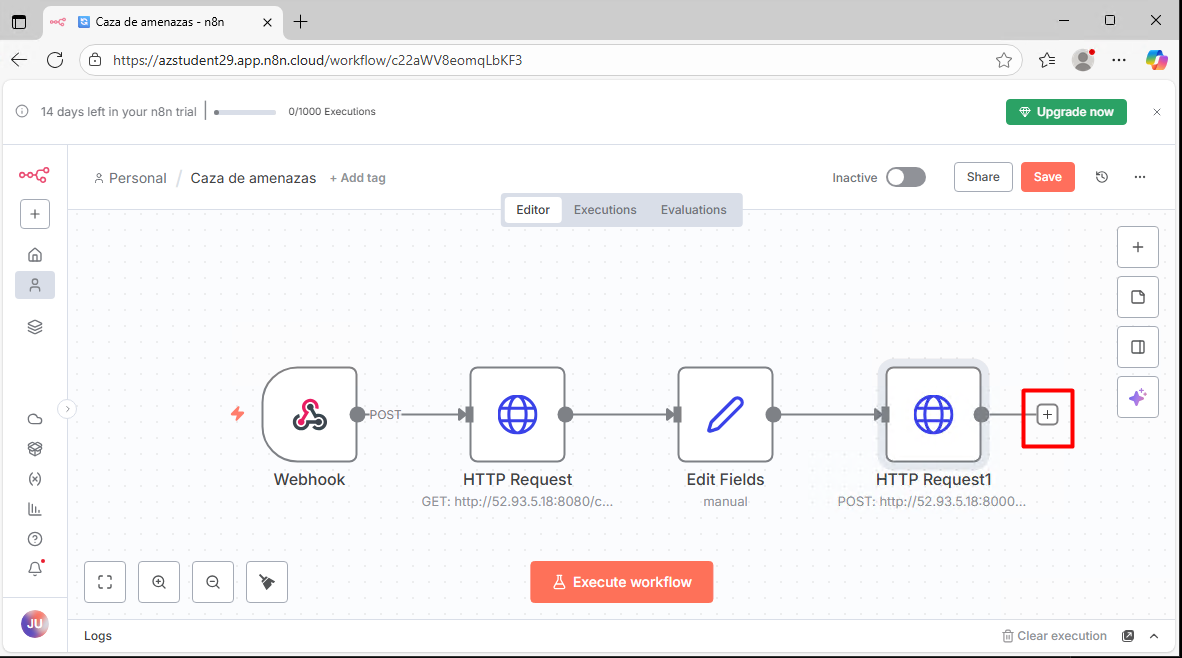 Caza de amenazas - n8n
https://azstudent29.app.n8n.cloud/workflow/c22aWV8eomqLbKF3
14 days left in your n8n trial
0/1000 Executions
Upgrade now
Personal / Caza de amenazas + Add tag
Inactive
Share
Save
Editor Executions Evaluations
POST
Webhook
HTTP Request
GET: http://52.93.5.18:8080/c...
Edit Fields
manual
HTTP Request1
POST: http://52.93.5.18:8000...
Execute workflow
JU
Logs
Clear execution